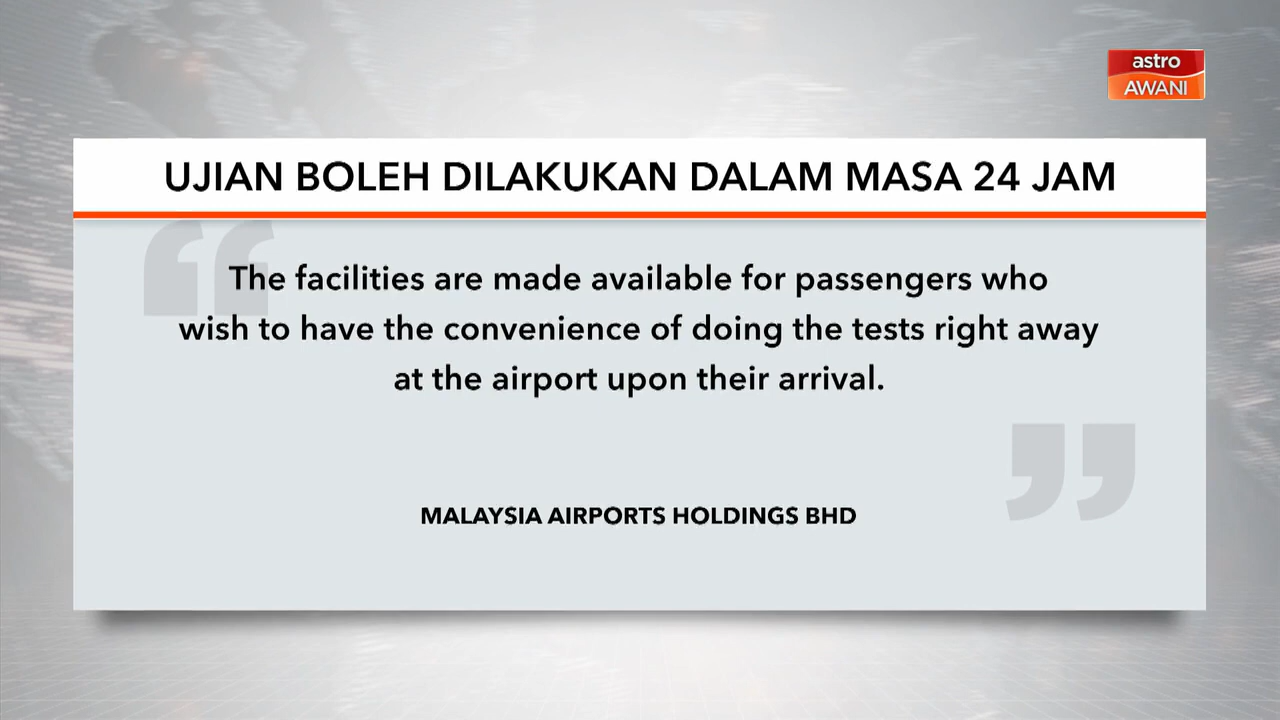 astro
AWANI
UJIAN BOLEH DILAKUKAN DALAM MASA 24 JAM
“
The facilities are made available for passengers who
wish to have the convenience of doing the tests right away
at the airport upon their arrival.
”
MALAYSIA AIRPORTS HOLDINGS BHD